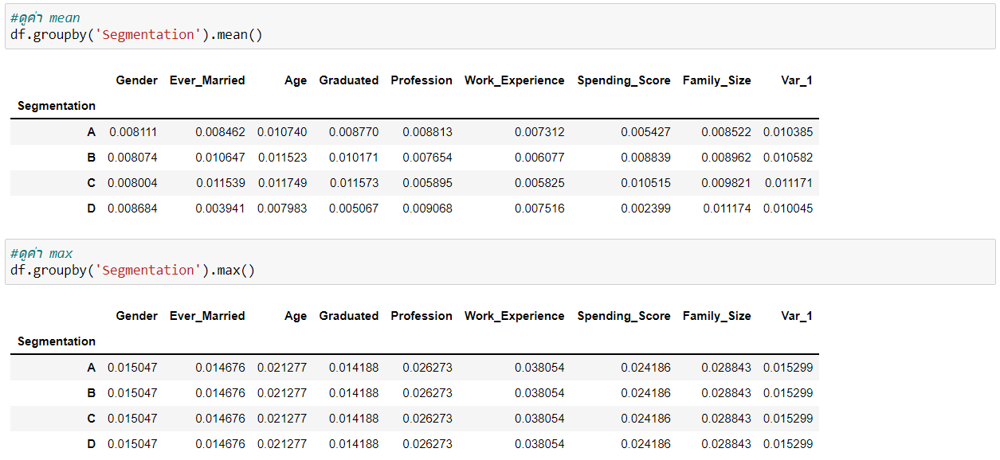 #ดูค่า mean
df.groupby('Segmentation').mean()
Gender Ever_Married Age Graduated Profession Work_Experience Spending_Score Family_Size Var_1
Segmentation
A 0.008111 0.008462 0.010740 0.008770 0.008813 0.007312 0.005427 0.008522 0.010385
B 0.008074 0.010647 0.011523 0.010171 0.007654 0.006077 0.008839 0.008962 0.010582
C 0.008004 0.011539 0.011749 0.011573 0.005895 0.005825 0.010515 0.009821 0.011171
D 0.008684 0.003941 0.007983 0.005067 0.009068 0.007516 0.002399 0.011174 0.010045
#ดูค่า max
df.groupby('Segmentation').max()
Gender Ever_Married Age Graduated Profession Work_Experience Spending_Score Family_Size Var_1
Segmentation
A 0.015047 0.014676 0.021277 0.014188 0.026273 0.038054 0.024186 0.028843 0.015299
B 0.015047 0.014676 0.021277 0.014188 0.026273 0.038054 0.024186 0.028843 0.015299
C 0.015047 0.014676 0.021277 0.014188 0.026273 0.038054 0.024186 0.028843 0.015299
D 0.015047 0.014676 0.021277 0.014188 0.026273 0.038054 0.024186 0.028843 0.015299